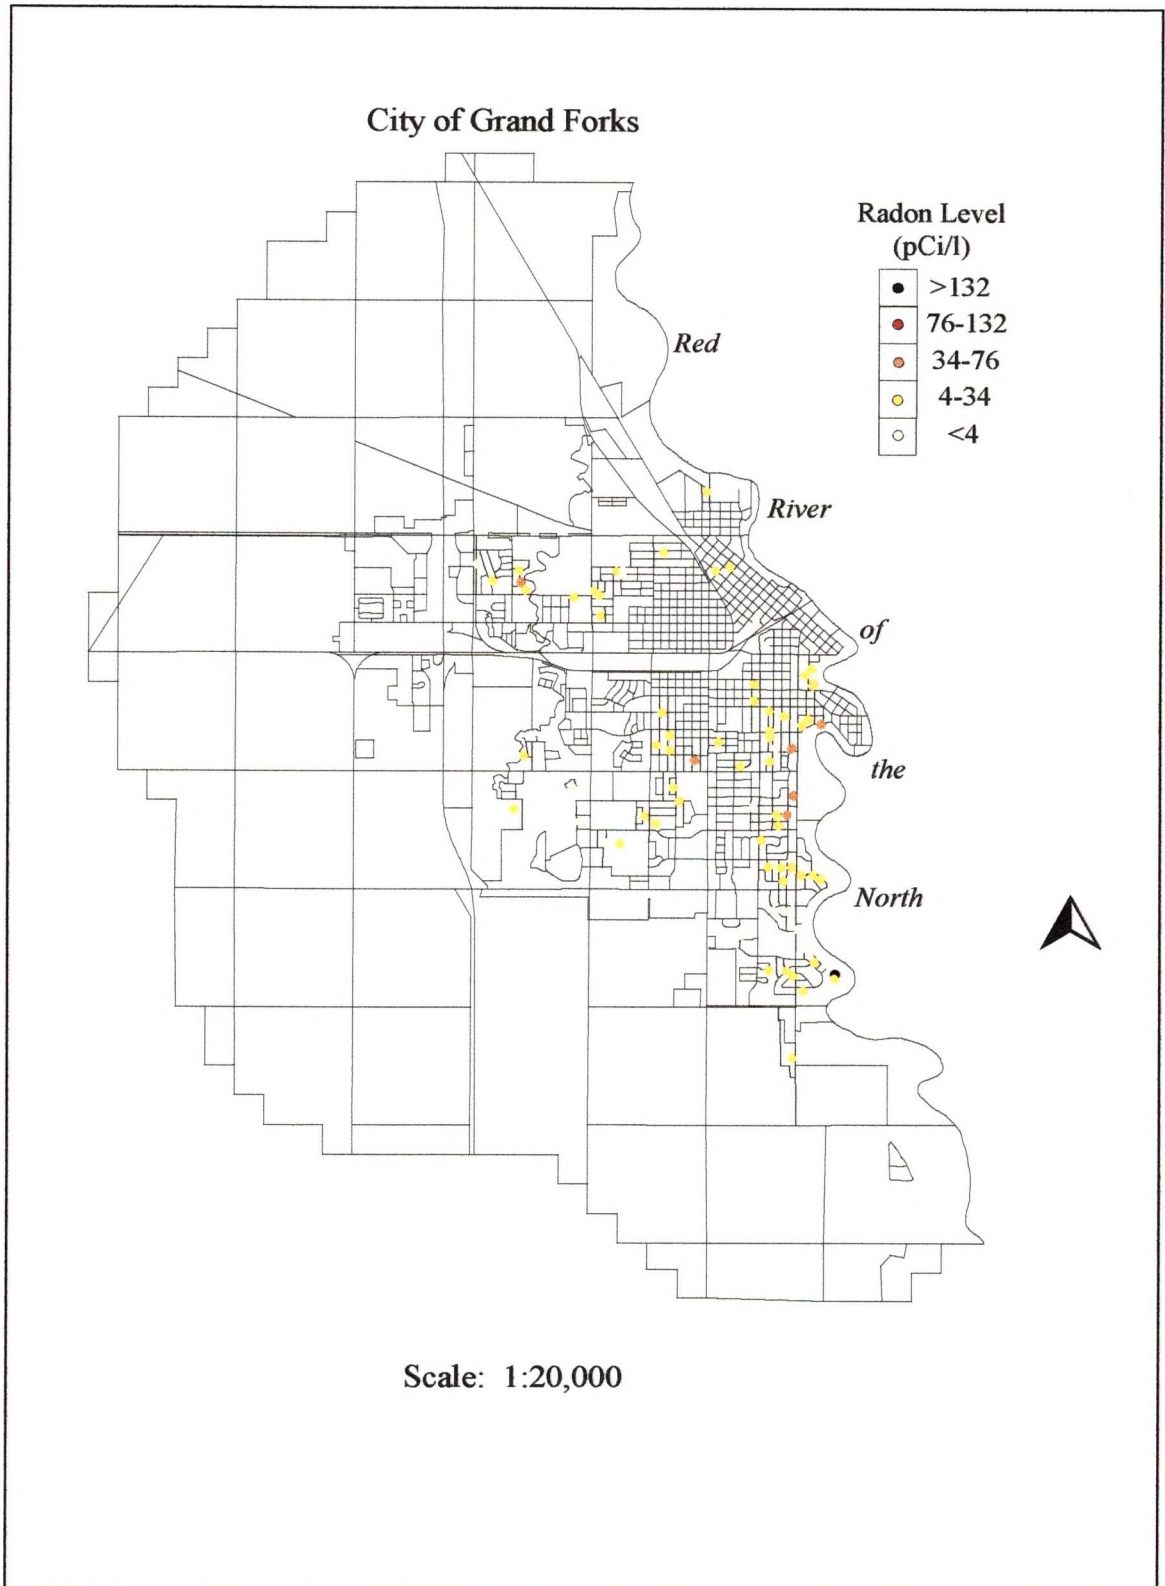 City of Grand Forks
Radon Level
(pCi/l)
>132
76-132
34-76
4-34
<4
Red
River
of
the
North
Scale: 1:20,000